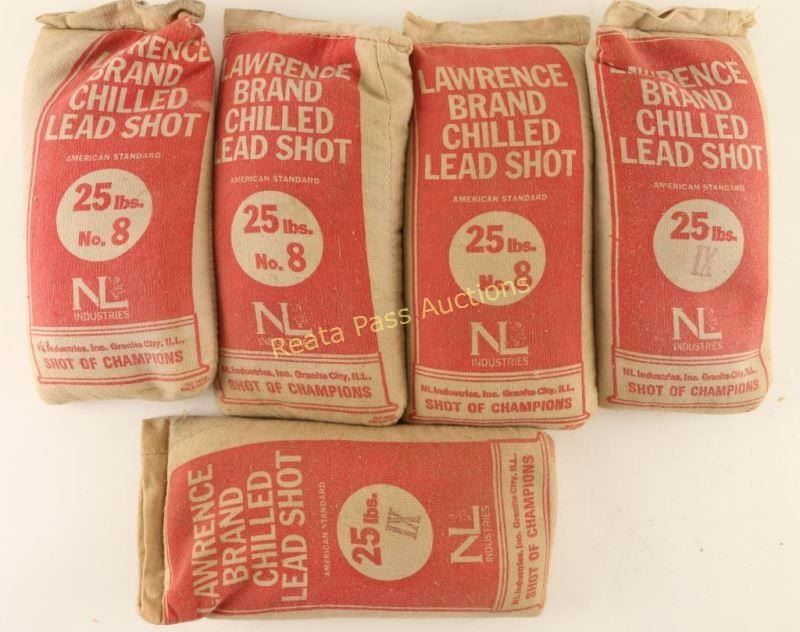 LAWRENCE
BRAND
CHILLED
LEAD SHOT
AMERICAN STANDARD
25 lbs.
No. 8
NL
INDUSTRIES
Industries, Inc. Granite City, ILL.
SHOT OF CHAMPIONS
LAWRENCE
BRAND
CHILLED
LEAD SHOT
AMERICAN STANDARD
25 lbs.
No. 8
NL
INDUSTRIES
NL Industries, Inc. Granite City, ILL.
SHOT OF CHAMPIONS
LAWRENCE
BRAND
CHILLED
LEAD SHOT
AMERICAN STANDARD
25 lbs.
No. 8
NL
INDUSTRIES
NL Industries, Inc. Granite City, ILL.
SHOT OF CHAMPIONS
BRAND
CHILLED
LEAD SHOT
AMERICAN STANDARD
25 lbs.
IX
NL
INDUSTRIES
NL Industries, Inc. Granite City, ILL.
SHOT OF CHAMPIONS
LAWRENCE
BRAND
CHILLED
LEAD SHOT
AMERICAN STANDARD
25 lbs.
IX
NL
INDUSTRIES
NL Industries, Inc. Granite City, ILL.
SHOT OF CHAMPIONS
Reata Pass Auctions